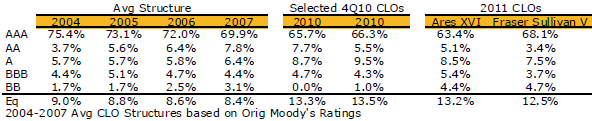 Avg Structure Selected 4Q10 CLOs 2011 CLOs
2004 2005 2006 2007 2010 2010 Ares XVI Fraser Sullivan V
AAA 75.4% 73.1% 72.0% 69.9% 65.7% 66.3% 63.4% 68.1%
AA 3.7% 5.6% 6.4% 7.8% 7.7% 5.5% 5.1% 3.4%
A 5.7% 5.7% 5.8% 6.4% 8.7% 9.5% 8.5% 7.5%
BBB 4.4% 5.1% 4.7% 4.4% 4.7% 4.3% 5.4% 3.7%
BB 1.7% 1.7% 2.5% 3.1% 0.0% 1.0% 4.4% 4.7%
Eq 9.0% 8.8% 8.6% 8.4% 13.3% 13.5% 13.2% 12.5%
2004-2007 Avg CLO Structures based on Orig Moody's Ratings